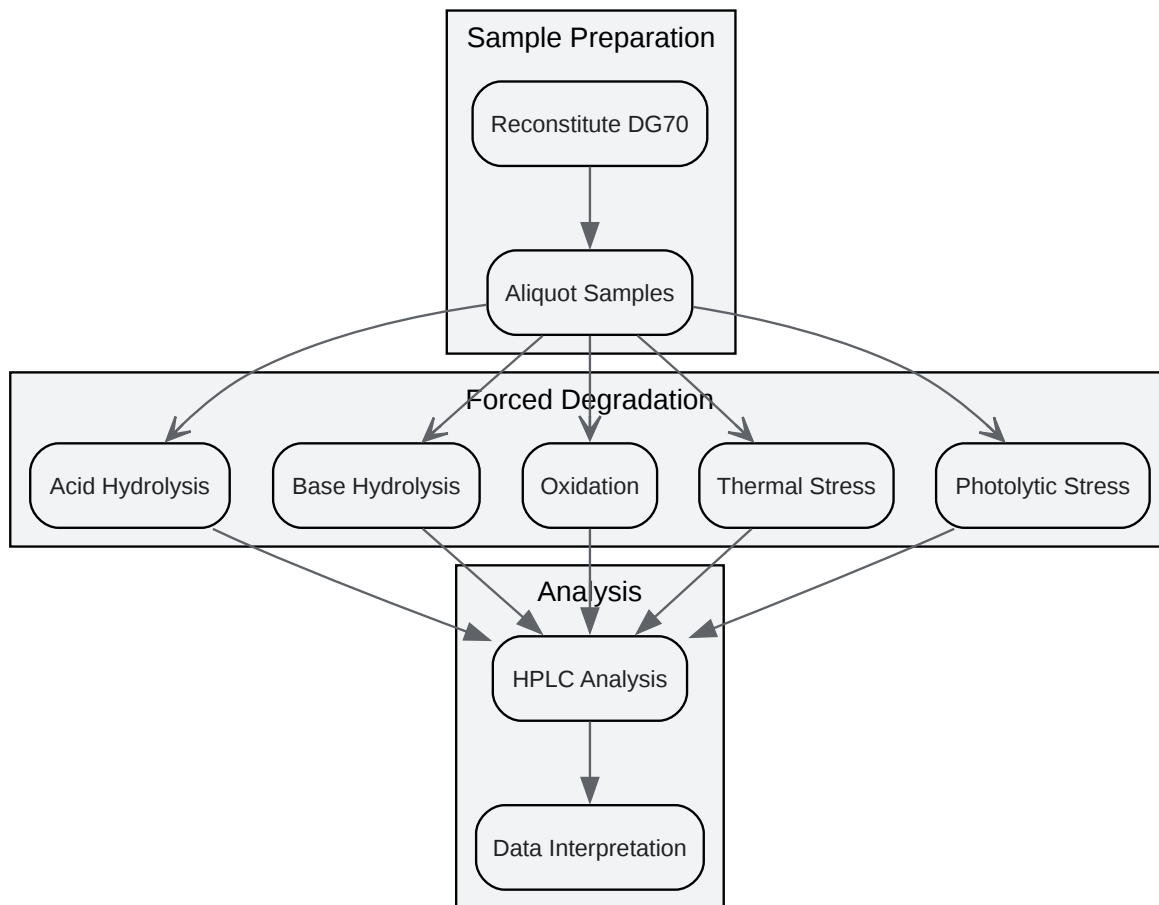 Sample Preparation
Reconstitute DG70
Aliquot Samples
Forced Degradation
Acid Hydrolysis
Base Hydrolysis
Oxidation
Thermal Stress
Photolytic Stress
Analysis
HPLC Analysis
Data Interpretation